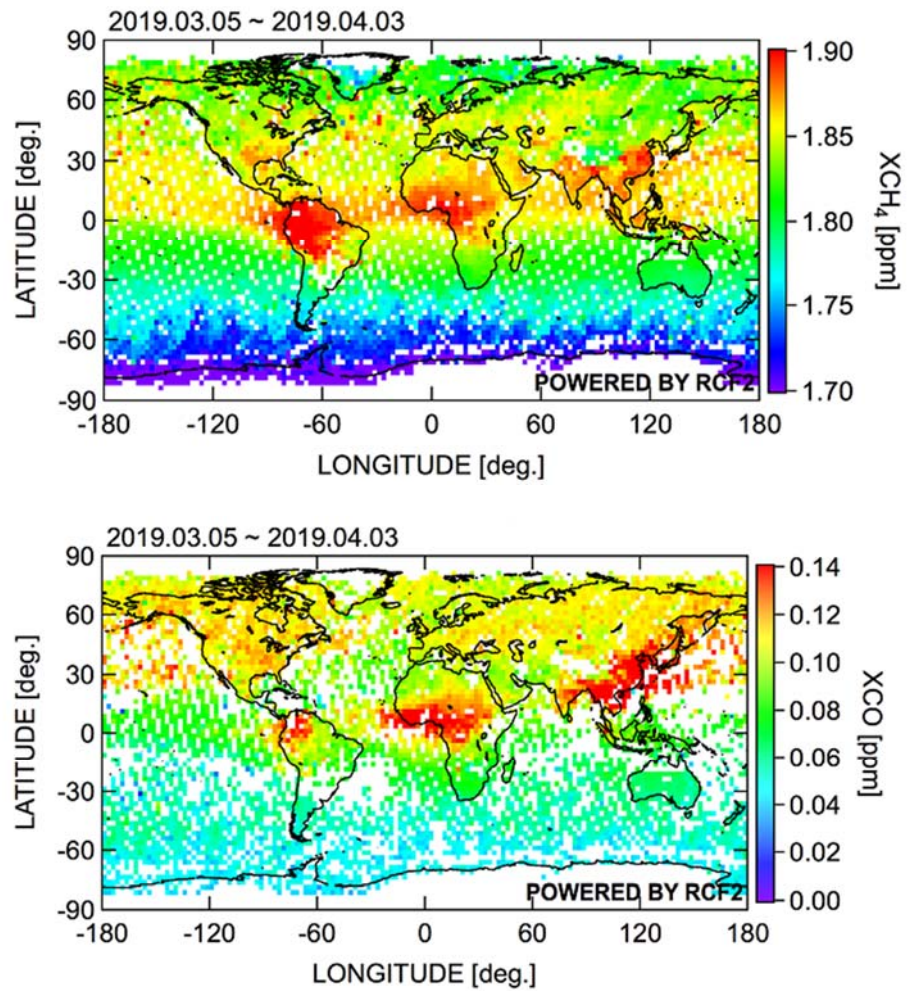 2019.03.05 ~ 2019.04.03
90
60
30
0
-30
-60
-90
LATITUDE [deg.]
-180 -120 -60 0 60 120 180
LONGITUDE [deg.]
POWERED BY RCF2
1.90
1.85
1.80
1.75
1.70
XCH₄ [ppm]
2019.03.05 ~ 2019.04.03
90
60
30
0
-30
-60
-90
LATITUDE [deg.]
-180 -120 -60 0 60 120 180
LONGITUDE [deg.]
POWERED BY RCF2
0.14
0.12
0.10
0.08
0.06
0.04
0.02
0.00
XCO [ppm]